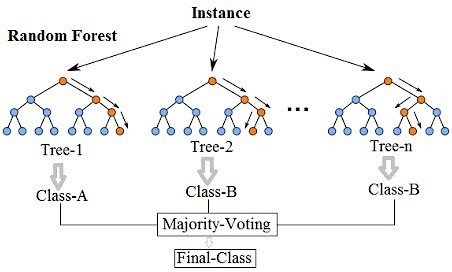 Instance
Random Forest
...
Tree-1
Tree-2
Tree-n
Class-A
Class-B
Class-B
Majority-Voting
Final-Class